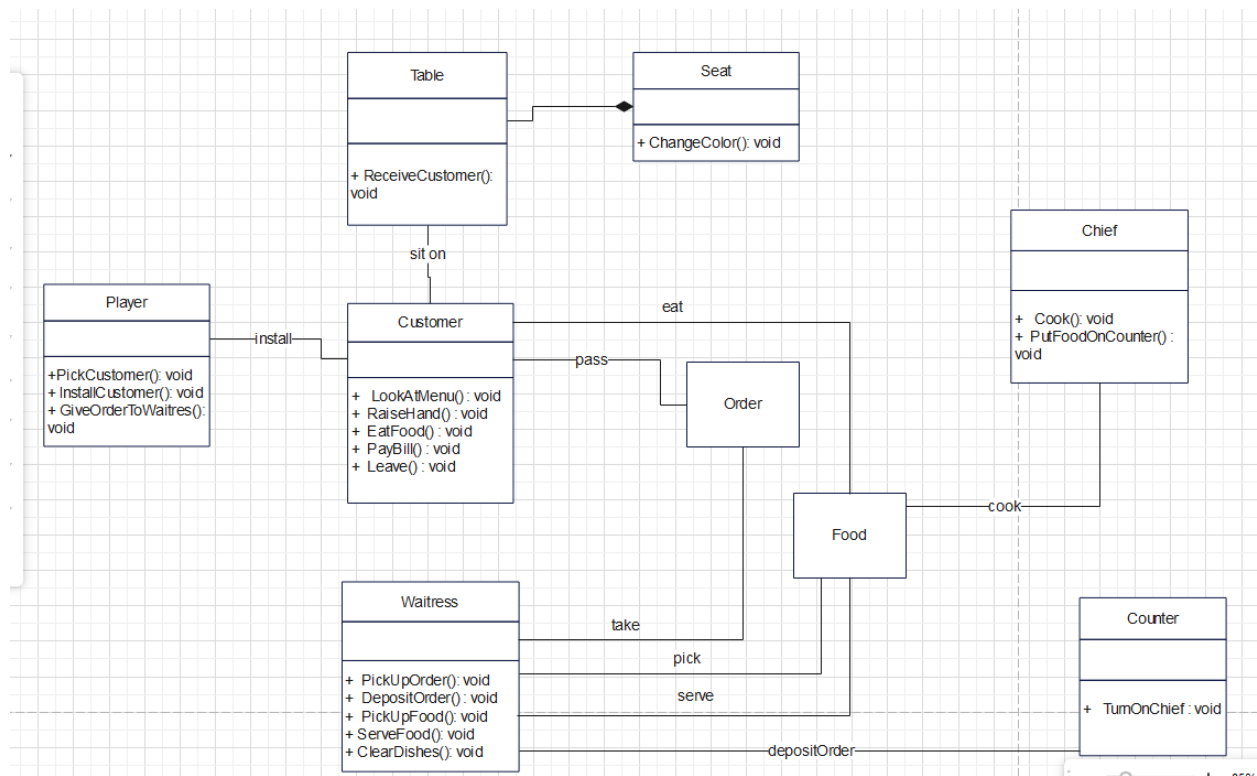 Table
+ ReceiveCustomer():
void
Seat
+ ChangeColor(): void
sit on
Chief
+ Cook(): void
+ PutFoodOnCounter() :
void
Player
+PickCustomer(): void
+ InstallCustomer(): void
+ GiveOrderToWaitres():
void
install
Customer
+ LookAtMenu() : void
+ RaiseHand() : void
+ EatFood() : void
+ PayBill() : void
+ Leave() : void
eat
pass
Order
Food
cook
Waitress
+ PickUpOrder(): void
+ DepositOrder() : void
+ PickUpFood(): void
+ ServeFood(): void
+ ClearDishes(): void
take
pick
serve
depositOrder
Counter
+ TurnOnChief : void